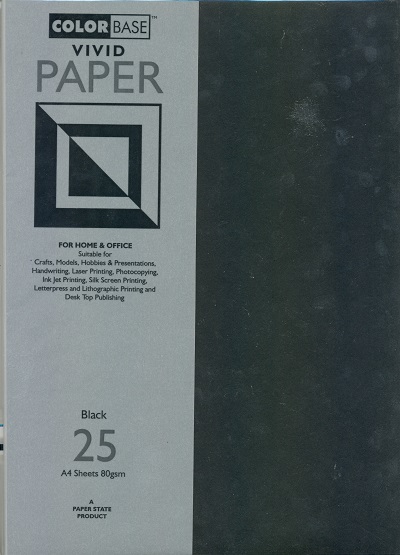 COLOR BASE™
VIVID
PAPER
FOR HOME & OFFICE
Suitable for
Crafts, Models, Hobbies & Presentations,
Handwriting, Laser Printing, Photocopying,
Ink Jet Printing, Silk Screen Printing,
Letterpress and Lithographic Printing and
Desk Top Publishing
Black
25
A4 Sheets 80gsm
A
PAPER STATE
PRODUCT